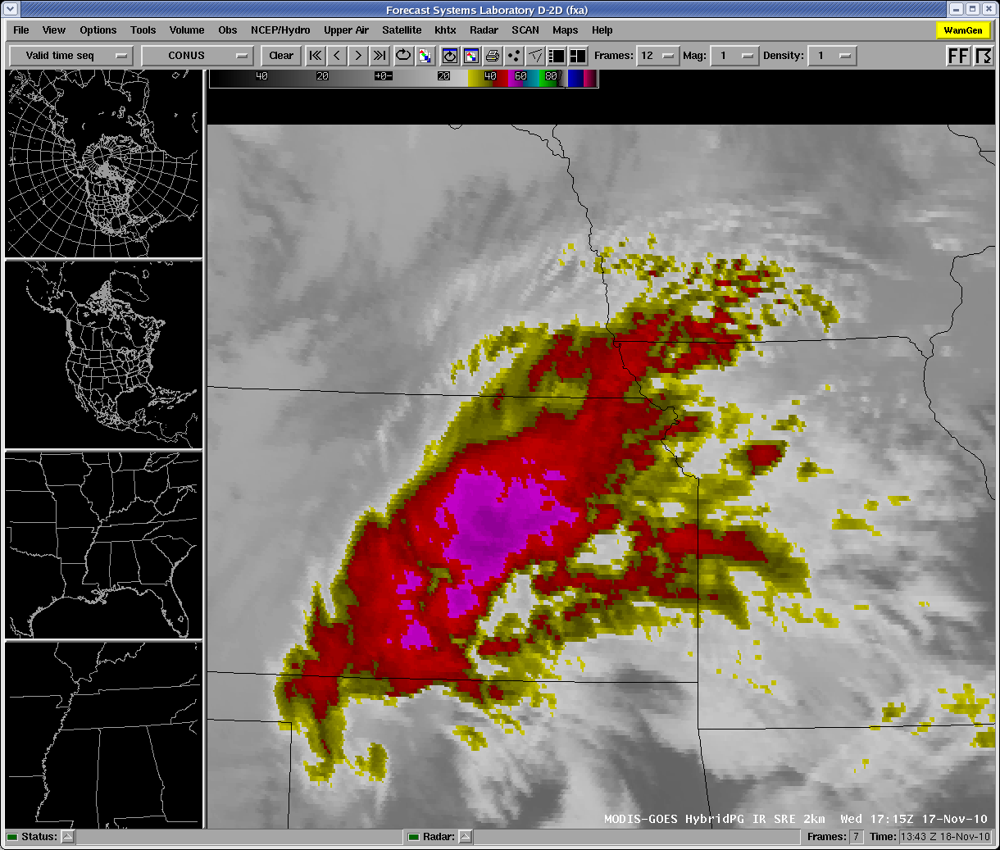 Forecast Systems Laboratory D-2D (fxa)
File View Options Tools Volume Obs NCEP/Hydro Upper Air Satellite khtx Radar SCAN Maps Help WarnGen
Valid time seq CONUS Clear Frames: 12 Mag: 1 Density: 1 FF
40 20 +0- 20 40 60 80
MODIS-GOES HybridPG IR SRE 2km Wed 17:15Z 17-Nov-10
Status: Radar: Frames: 7 Time: 13:43 Z 18-Nov-10